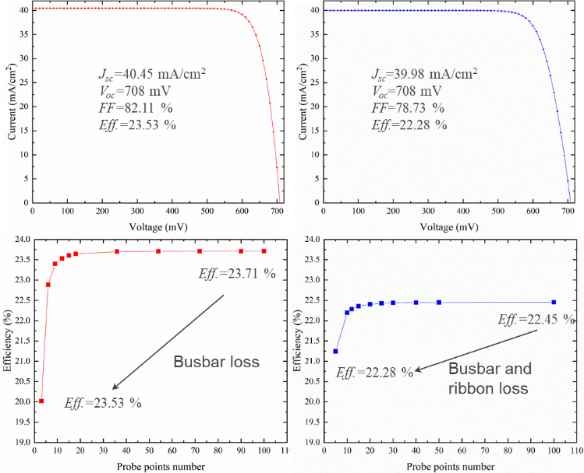 Current (mA/cm²)
40
35
30
25
20
15
10
5
0
Jsc=40.45 mA/cm²
Voc=708 mV
FF=82.11 %
Eff.=23.53 %
0 100 200 300 400 500 600 700
Voltage (mV)
Current (mA/cm²)
40
35
30
25
20
15
10
5
0
Jsc=39.98 mA/cm²
Voc=708 mV
FF=78.73 %
Eff.=22.28 %
0 100 200 300 400 500 600 700
Voltage (mV)
Efficiency (%)
24.0
23.5
23.0
22.5
22.0
21.5
21.0
20.5
20.0
19.5
19.0
Eff.=23.71 %
Busbar loss
Eff.=23.53 %
0 10 20 30 40 50 60 70 80 90 100 110
Probe points number
Efficiency (%)
24.0
23.5
23.0
22.5
22.0
21.5
21.0
20.5
20.0
19.5
19.0
Eff.=22.45 %
Eff.=22.28 %
Busbar and
ribbon loss
0 10 20 30 40 50 60 70 80 90 100 110
Probe points number